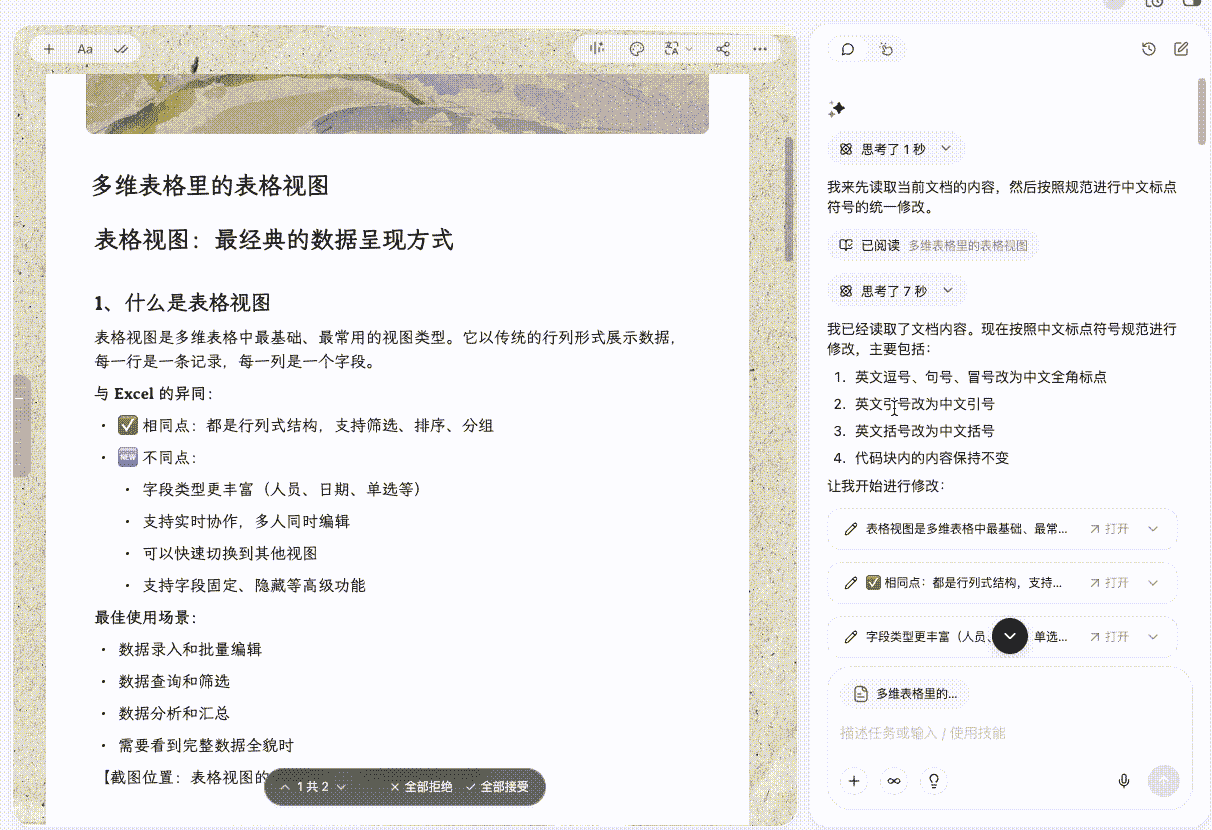 Aa
多维表格里的表格视图
表格视图：最经典的数据呈现方式
1、什么是表格视图
表格视图是多维表格中最基础、最常用的视图类型。它以传统的行列形式展示数据，
每一行是一条记录，每一列是一个字段。
与 Excel 的异同：
• ✅ 相同点：都是行列式结构，支持筛选、排序、分组
• 🆕 不同点：
• 字段类型更丰富（人员、日期、单选等）
• 支持实时协作，多人同时编辑
• 可以快速切换到其他视图
• 支持字段固定、隐藏等高级功能
最佳使用场景：
• 数据录入和批量编辑
• 数据查询和筛选
• 数据分析和汇总
• 需要看到完整数据全貌时
【截图位置：表格视图的
1 共 2 全部拒绝 全部接受
思考了 1 秒
我来先读取当前文档的内容，然后按照规范进行中文标点
符号的统一修改。
已阅读 多维表格里的表格视图
思考了 7 秒
我已经读取了文档内容。现在按照中文标点符号规范进行
修改，主要包括：
1. 英文逗号、句号、冒号改为中文全角标点
2. 英文引号改为中文引号
3. 英文括号改为中文括号
4. 代码块内的内容保持不变
让我开始进行修改：
表格视图是多维表格中最基础、最常... 打开
✅ 相同点：都是行列式结构，支持... 打开
字段类型更丰富（人员、 单选... 打开
多维表格里的...
描述任务或输入 / 使用技能